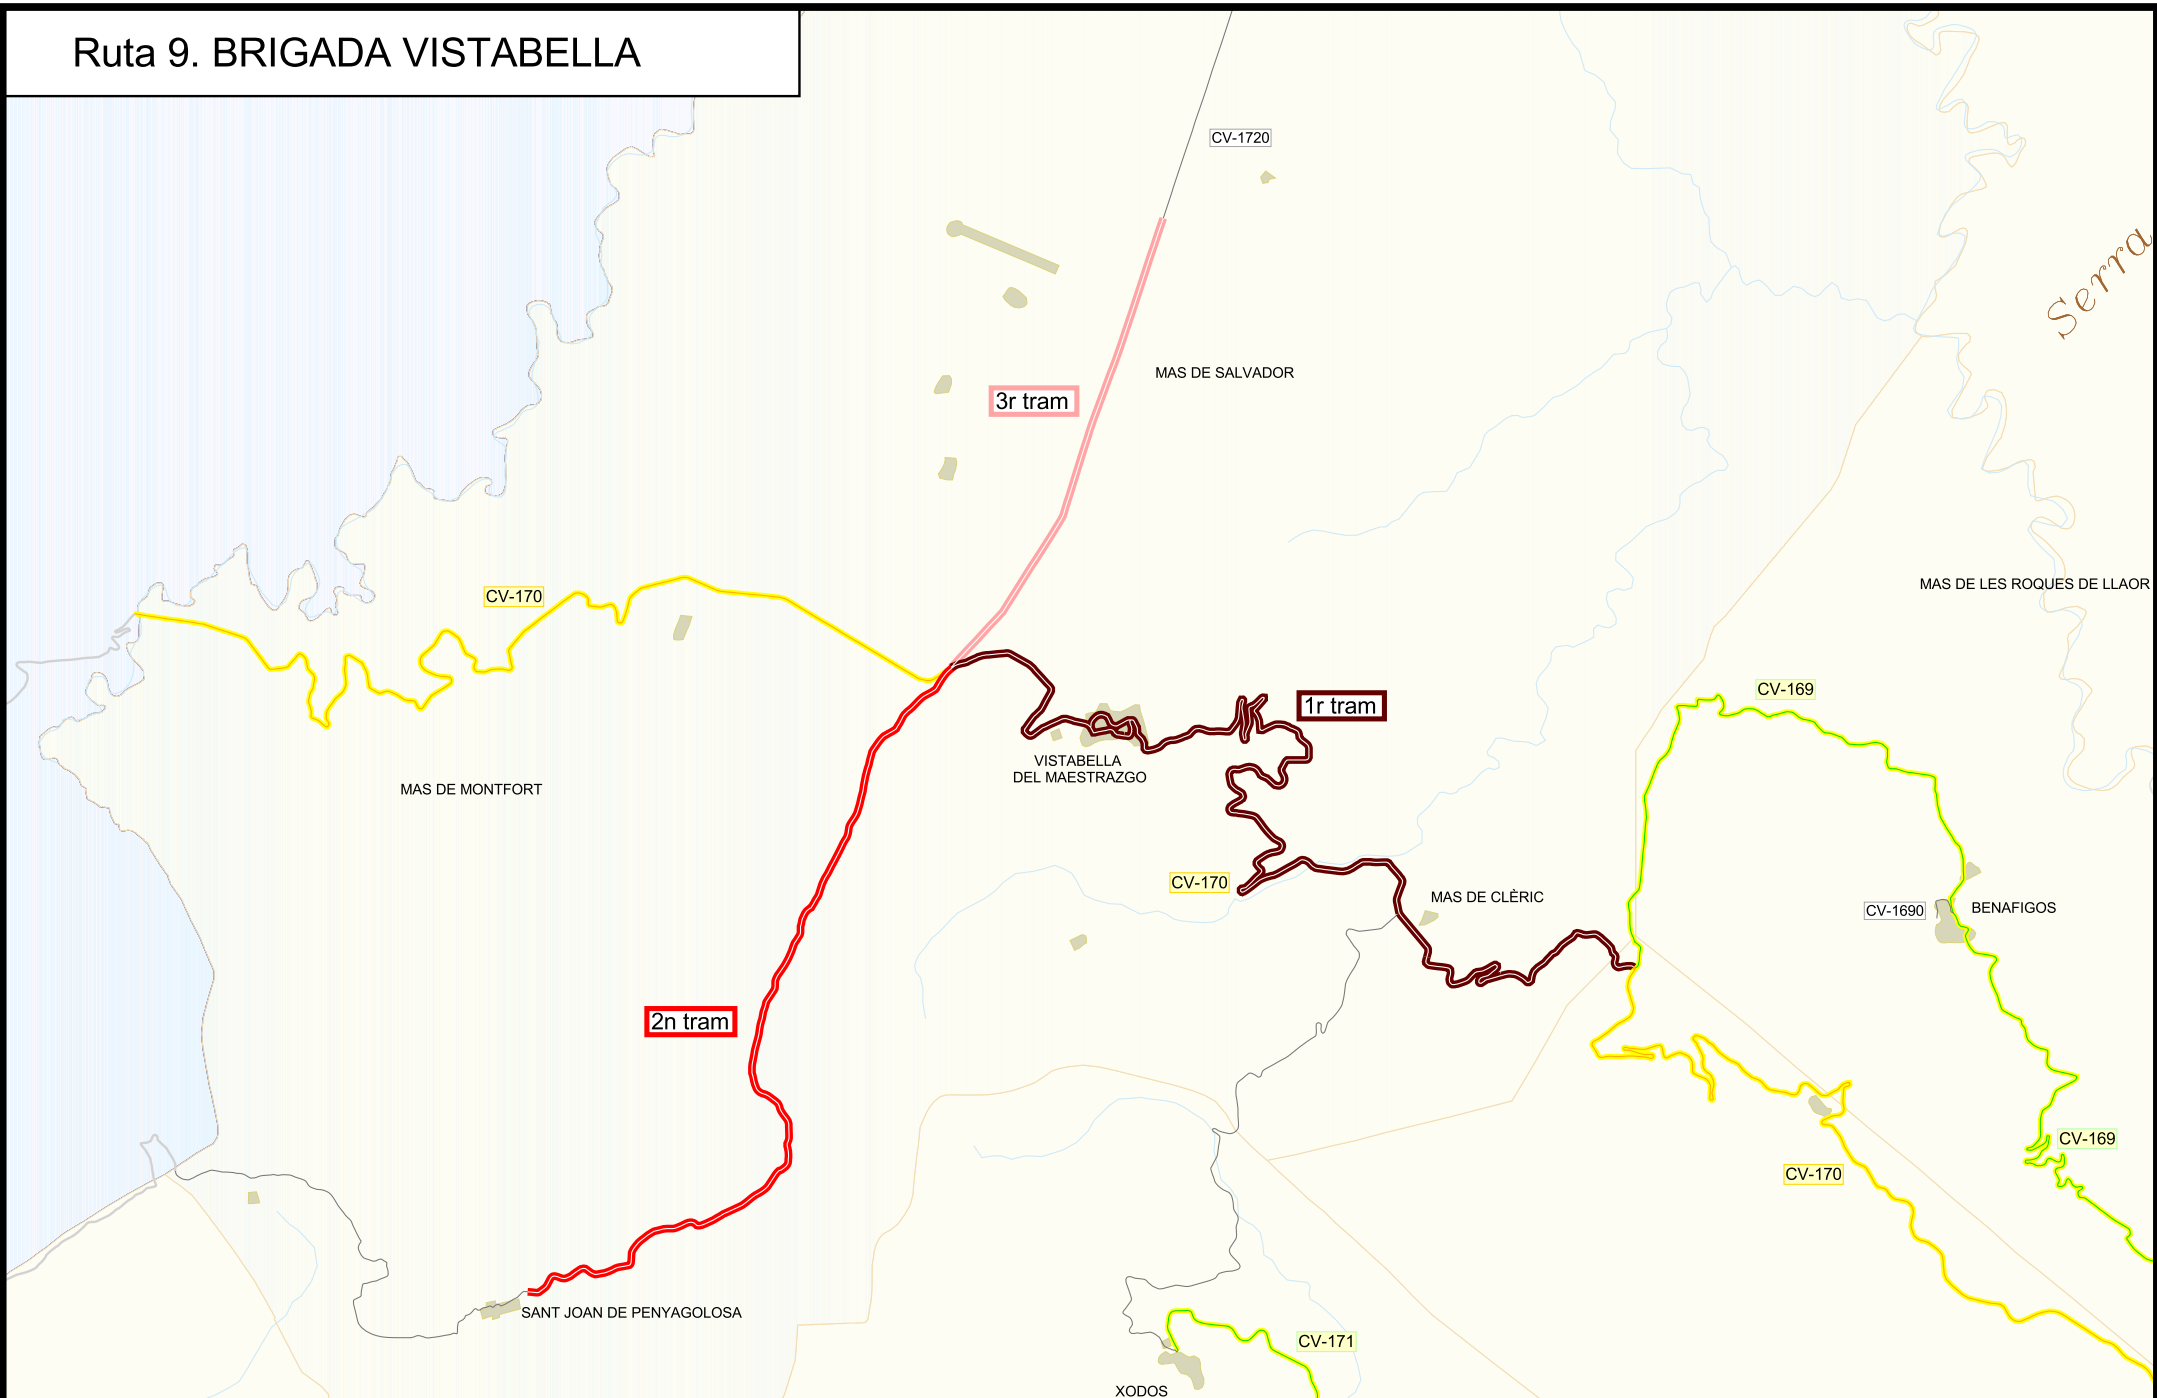 Ruta 9. BRIGADA VISTABELLA
CV-1720
Serra
MAS DE SALVADOR
3r tram
CV-170
MAS DE LES ROQUES DE LLAOR
CV-169
1r tram
VISTABELLA
DEL MAESTRAZGO
MAS DE MONTFORT
CV-170
MAS DE CLÈRIC
CV-1690
BENAFIGOS
2n tram
CV-169
CV-170
SANT JOAN DE PENYAGOLOSA
CV-171
XODOS